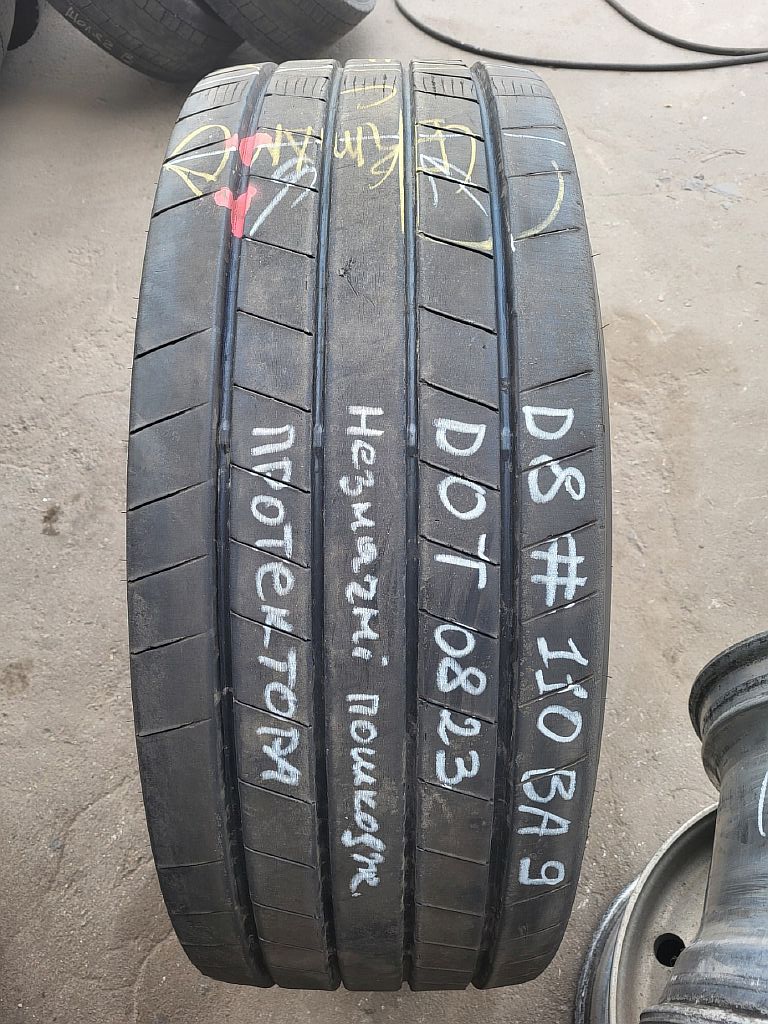 D8 # 110 BA 9
DOT 0823
Незначні пошкодж.
ПРОТЕКТОРА